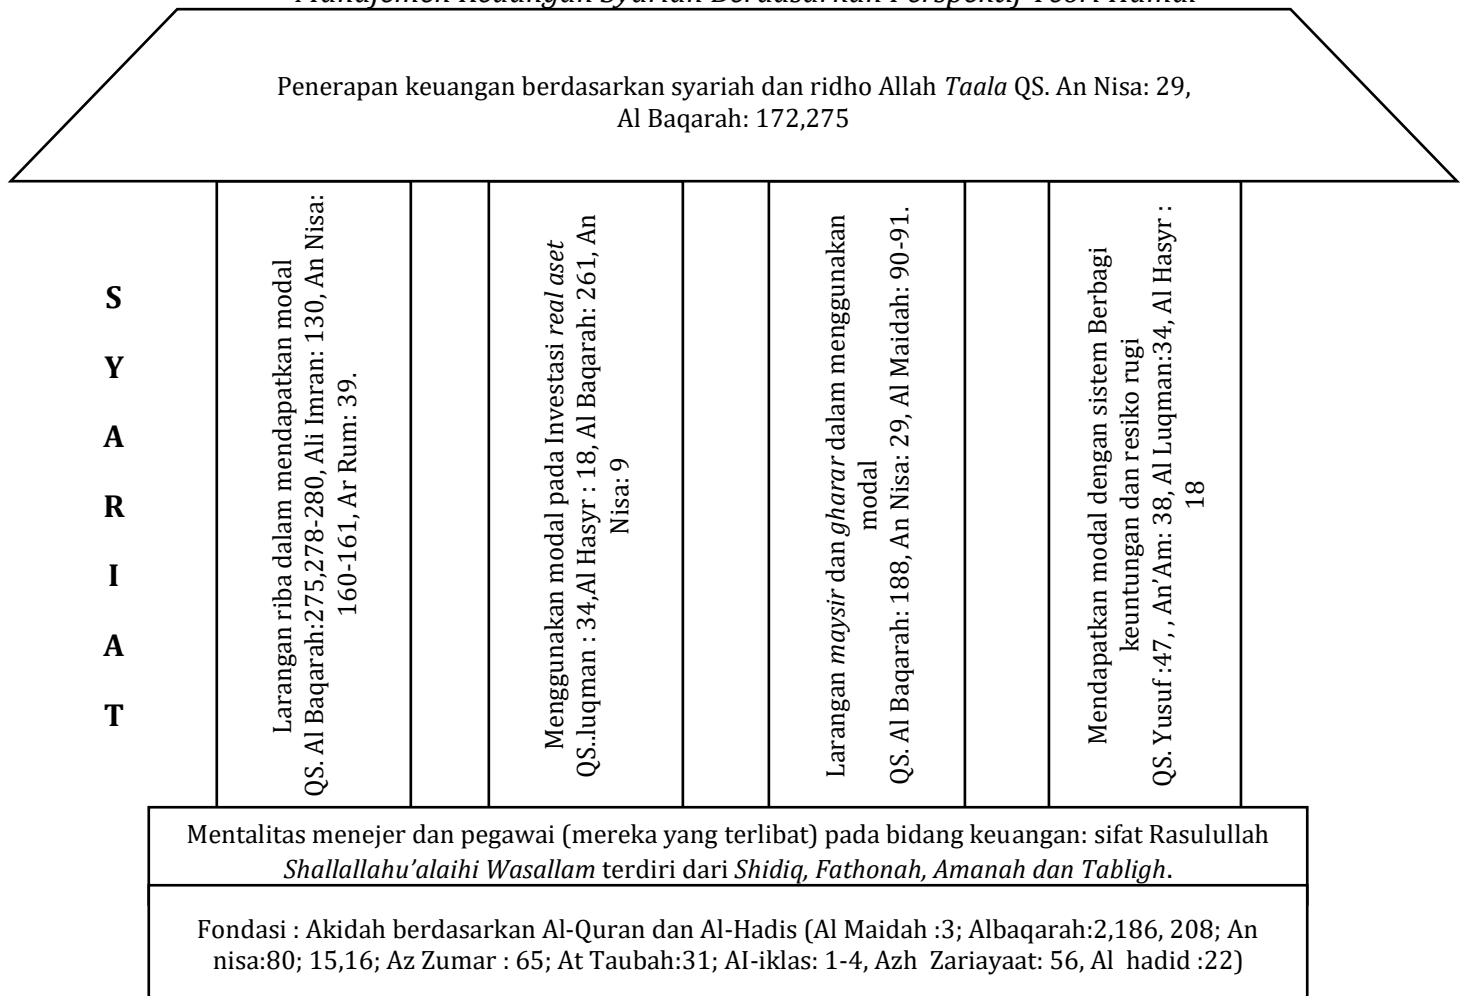 Penerapan keuangan berdasarkan syariah dan ridho Allah Taala QS. An Nisa: 29,
Al Baqarah: 172,275
S
Y
A
R
I
A
T
Larangan riba dalam mendapatkan modal
QS. Al Baqarah:275,278-280, Ali Imran: 130, An Nisa:
160-161, Ar Rum: 39.
Menggunakan modal pada Investasi real aset
QS..luqman : 34,Al Hasyr : 18, Al Baqarah: 261, An
Nisa: 9
Larangan maysir dan gharar dalam menggunakan
modal
QS. Al Baqarah: 188, An Nisa: 29, Al Maidah: 90-91.
Mendapatkan modal dengan sistem Berbagi
keuntungan dan resiko rugi
QS. Yusuf :47, , An’Am: 38, Al Luqman:34, Al Hasyr :
18
Mentalitas menejer dan pegawai (mereka yang terlibat) pada bidang keuangan: sifat Rasulullah
Shallallahu’alaihi Wasallam terdiri dari Shidiq, Fathonah, Amanah dan Tabligh.
Fondasi : Akidah berdasarkan Al-Quran dan Al-Hadis (Al Maidah :3; Albaqarah:2,186, 208; An
nisa:80; 15,16; Az Zumar : 65; At Taubah:31; AI-iklas: 1-4, Azh Zariayaat: 56, Al hadid :22)